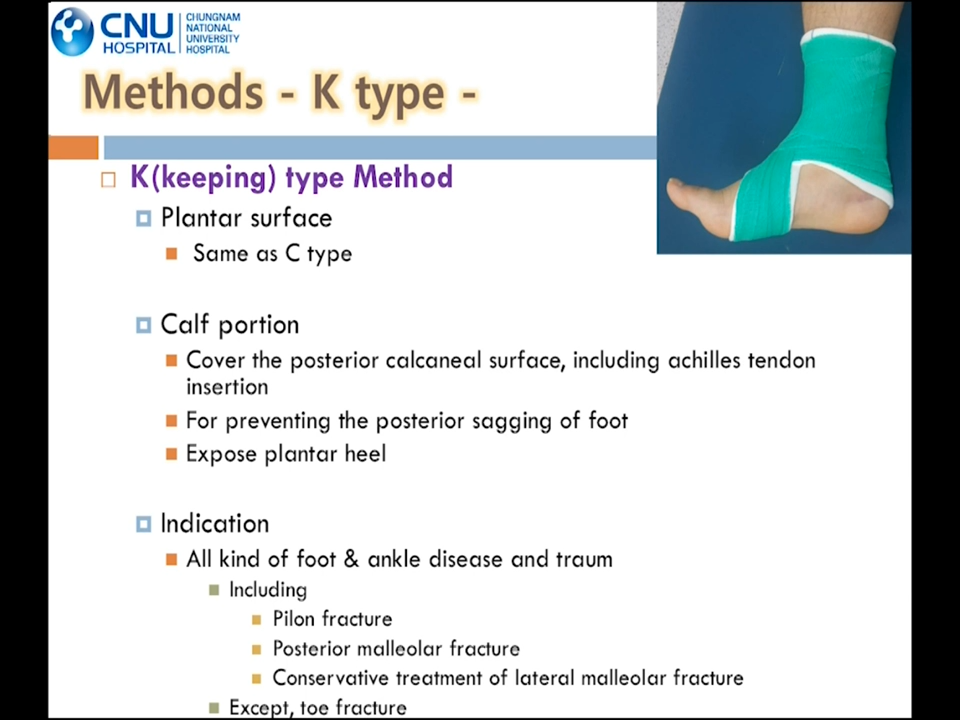 CNU
HOSPITAL
CHUNGNAM
NATIONAL
UNIVERSITY
HOSPITAL
Methods - K type -
K(keeping) type Method
Plantar surface
Same as C type
Calf portion
Cover the posterior calcaneal surface, including achilles tendon
insertion
For preventing the posterior sagging of foot
Expose plantar heel
Indication
All kind of foot & ankle disease and traum
Including
Pilon fracture
Posterior malleolar fracture
Conservative treatment of lateral malleolar fracture
Except, toe fracture